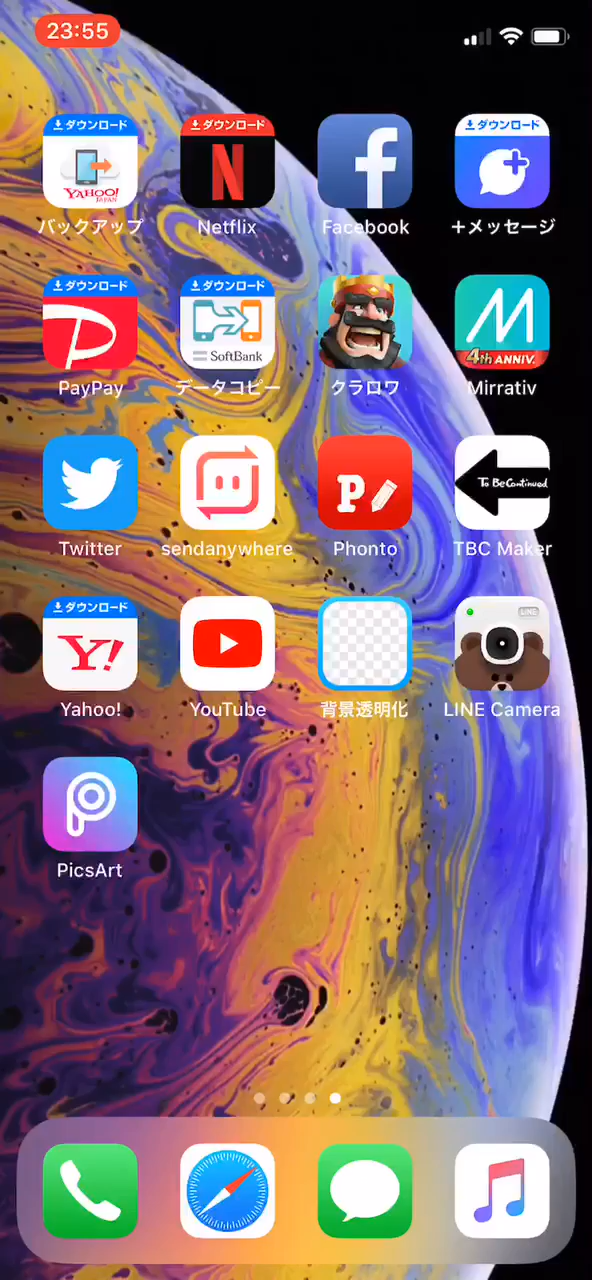 23:55
ダウンロード ダウンロード ダウンロード
YAHOO!
JAPAN
N
f
バックアップ Netflix Facebook +メッセージ
ダウンロード ダウンロード
P
SoftBank
M
4th ANNIV.
PayPay データコピー クラロワ Mirrativ
P
To Be Continued
Twitter sendanywhere Phonto TBC Maker
ダウンロード
Y!
LINE
Yahoo! YouTube 背景透明化 LINE Camera
P
PicsArt